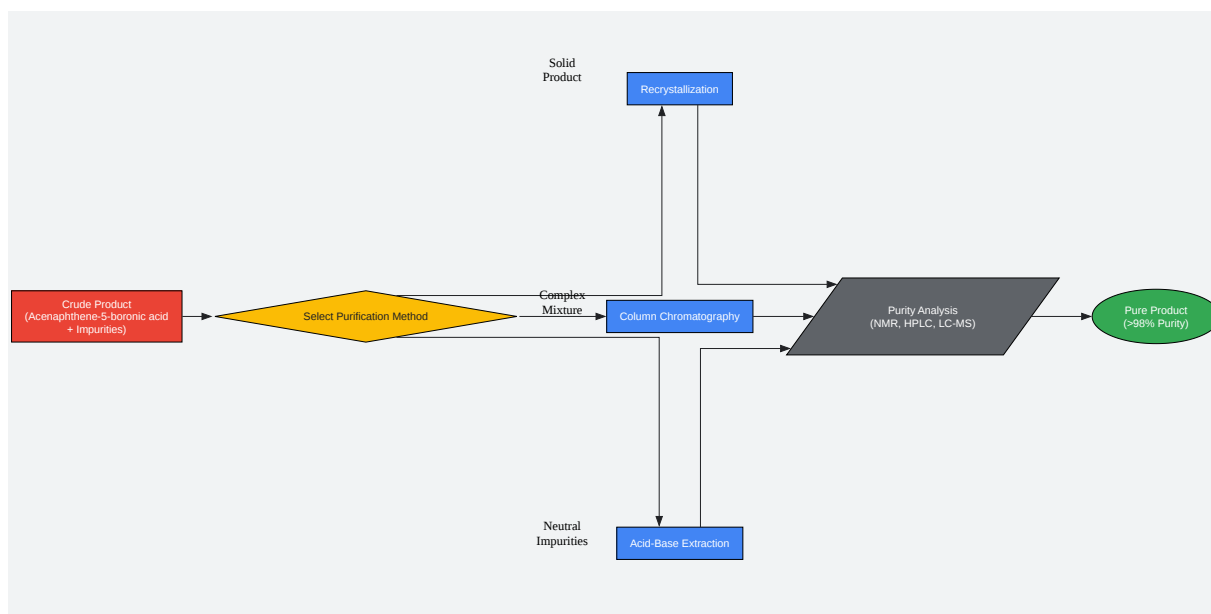 Solid
Product
Recrystallization
Crude Product
(Acenaphthene-5-boronic acid
+ Impurities)
Select Purification Method
Complex
Mixture
Column Chromatography
Purity Analysis
(NMR, HPLC, LC-MS)
Pure Product
(>98% Purity)
Neutral
Impurities
Acid-Base Extraction